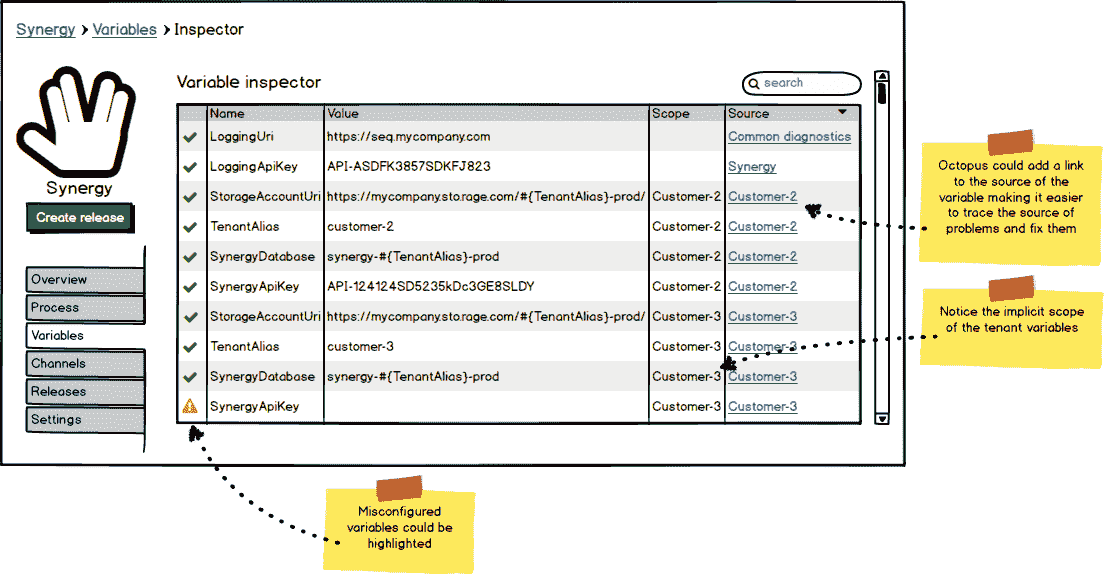 Synergy > Variables > Inspector
Variable inspector
search
Synergy
Create release
Overview
Process
Variables
Channels
Releases
Settings
Name Value Scope Source
LoggingUri https://seq.mycompany.com Common diagnostics
LoggingApiKey API-ASDFK3857SDKFJ823 Synergy
StorageAccountUri https://mycompany.storage.com/#{TenantAlias}-prod/ Customer-2 Customer-2
TenantAlias customer-2 Customer-2 Customer-2
SynergyDatabase synergy-#{TenantAlias}-prod Customer-2 Customer-2
SynergyApiKey API-124124SD5235kDc3GE8SLDY Customer-2 Customer-2
StorageAccountUri https://mycompany.storage.com/#{TenantAlias}-prod/ Customer-3 Customer-3
TenantAlias customer-3 Customer-3 Customer-3
SynergyDatabase synergy-#{TenantAlias}-prod Customer-3 Customer-3
SynergyApiKey Customer-3 Customer-3
Octopus could add a link
to the source of the
variable making it easier
to trace the source of
problems and fix them
Notice the implicit scope
of the tenant variables
Misconfigured
variables could be
highlighted